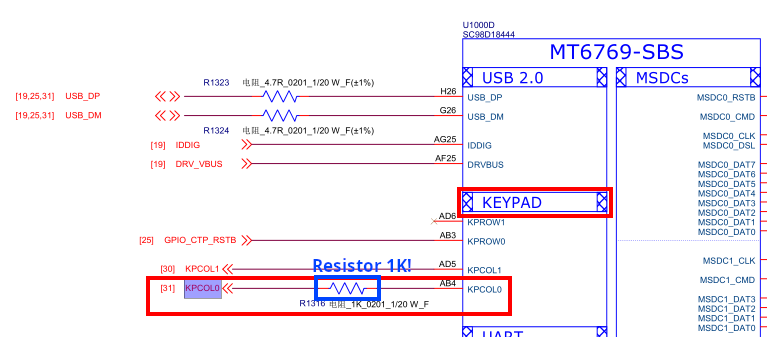 U1000D
SC98D18444
MT6769-SBS
USB 2.0
MSDCs
R1323 电阻_4.7R_0201_1/20 W_F(±1%)
[19,25,31] USB_DP H26 USB_DP
[19,25,31] USB_DM G26 USB_DM
R1324 电阻_4.7R_0201_1/20 W_F(±1%)
[19] IDDIG AG25 IDDIG
[19] DRV_VBUS AF25 DRVBUS
KEYPAD
AD6 KPROW1
[25] GPIO_CTP_RSTB AB3 KPROW0
Resistor 1K!
[30] KPCOL1 AD5 KPCOL1
[31] KPCOL0 AB4 KPCOL0
R1316 电阻_1K_0201_1/20 W_F
UART
MSDC0_RSTB
MSDC0_CMD
MSDC0_CLK
MSDC0_DSL
MSDC0_DAT7
MSDC0_DAT6
MSDC0_DAT5
MSDC0_DAT4
MSDC0_DAT3
MSDC0_DAT2
MSDC0_DAT1
MSDC0_DAT0
MSDC1_CLK
MSDC1_CMD
MSDC1_DAT3
MSDC1_DAT2
MSDC1_DAT1
MSDC1_DAT0